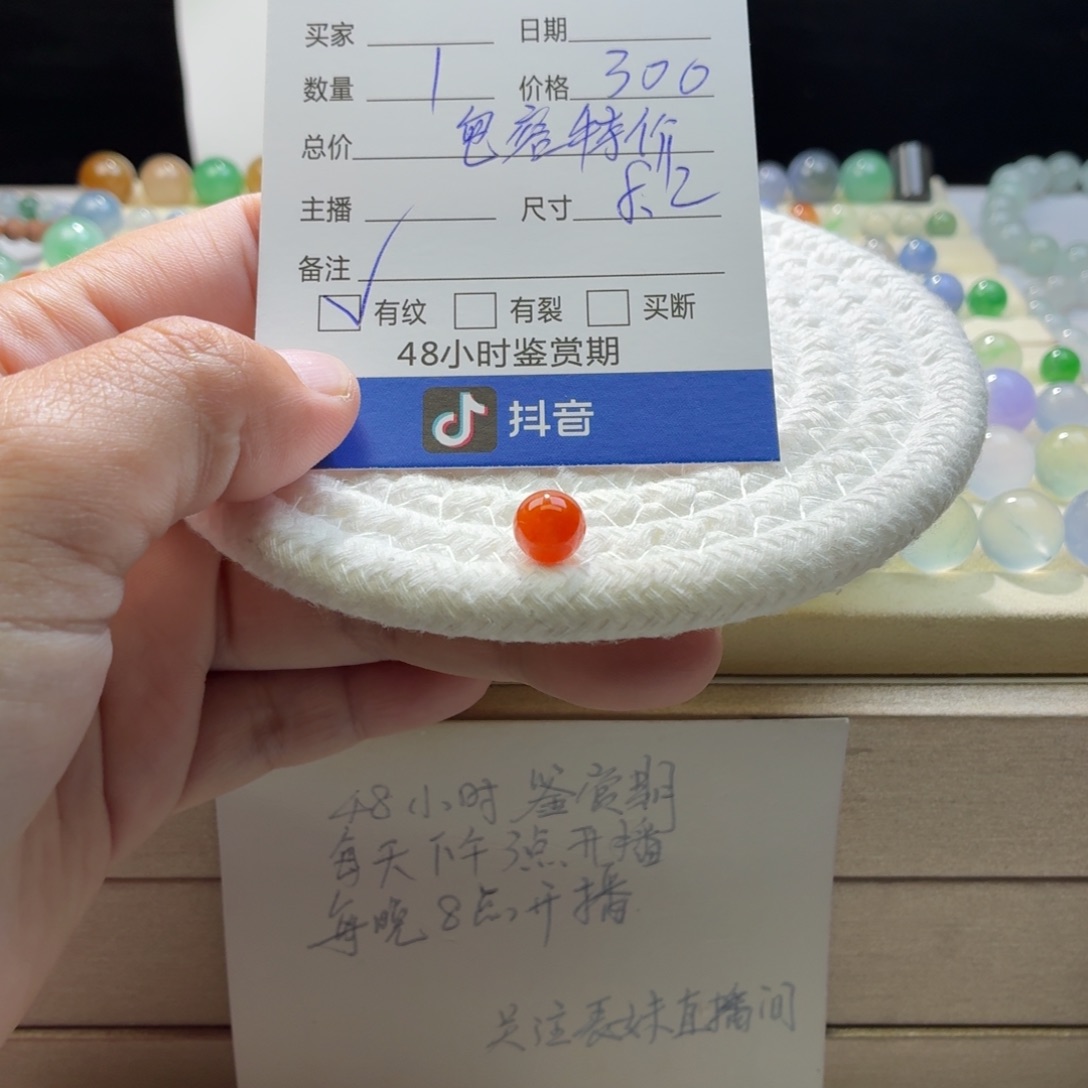 买家 日期
数量 1 价格 300
总价 包容特价
主播 尺寸 8.2
备注
有纹 有裂 买断
48小时鉴赏期
抖音
48小时鉴赏期
每天下午3点开播
每晚8点开播
关注表妹直播间